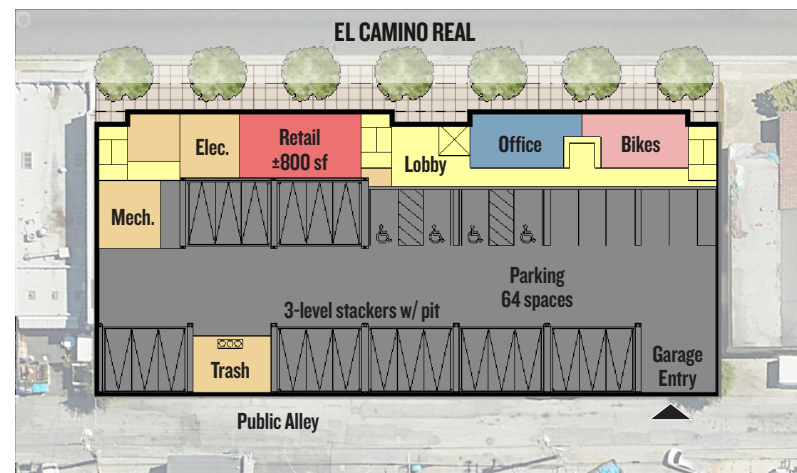 EL CAMINO REAL
Elec.
Retail
±800 sf
Lobby
Office
Bikes
Mech.
Parking
64 spaces
3-level stackers w/ pit
Trash
Garage
Entry
Public Alley